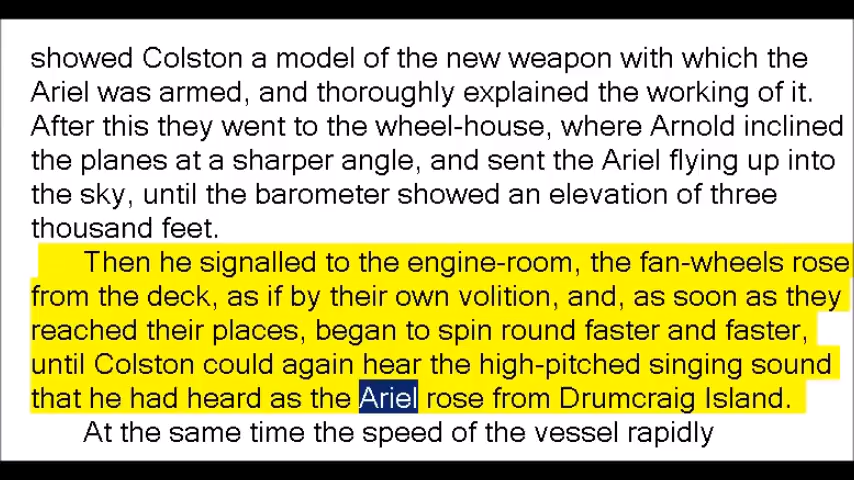 showed Colston a model of the new weapon with which the
Ariel was armed, and thoroughly explained the working of it.
After this they went to the wheel-house, where Arnold inclined
the planes at a sharper angle, and sent the Ariel flying up into
the sky, until the barometer showed an elevation of three
thousand feet.
Then he signalled to the engine-room, the fan-wheels rose
from the deck, as if by their own volition, and, as soon as they
reached their places, began to spin round faster and faster,
until Colston could again hear the high-pitched singing sound
that he had heard as the Ariel rose from Drumcraig Island.
At the same time the speed of the vessel rapidly